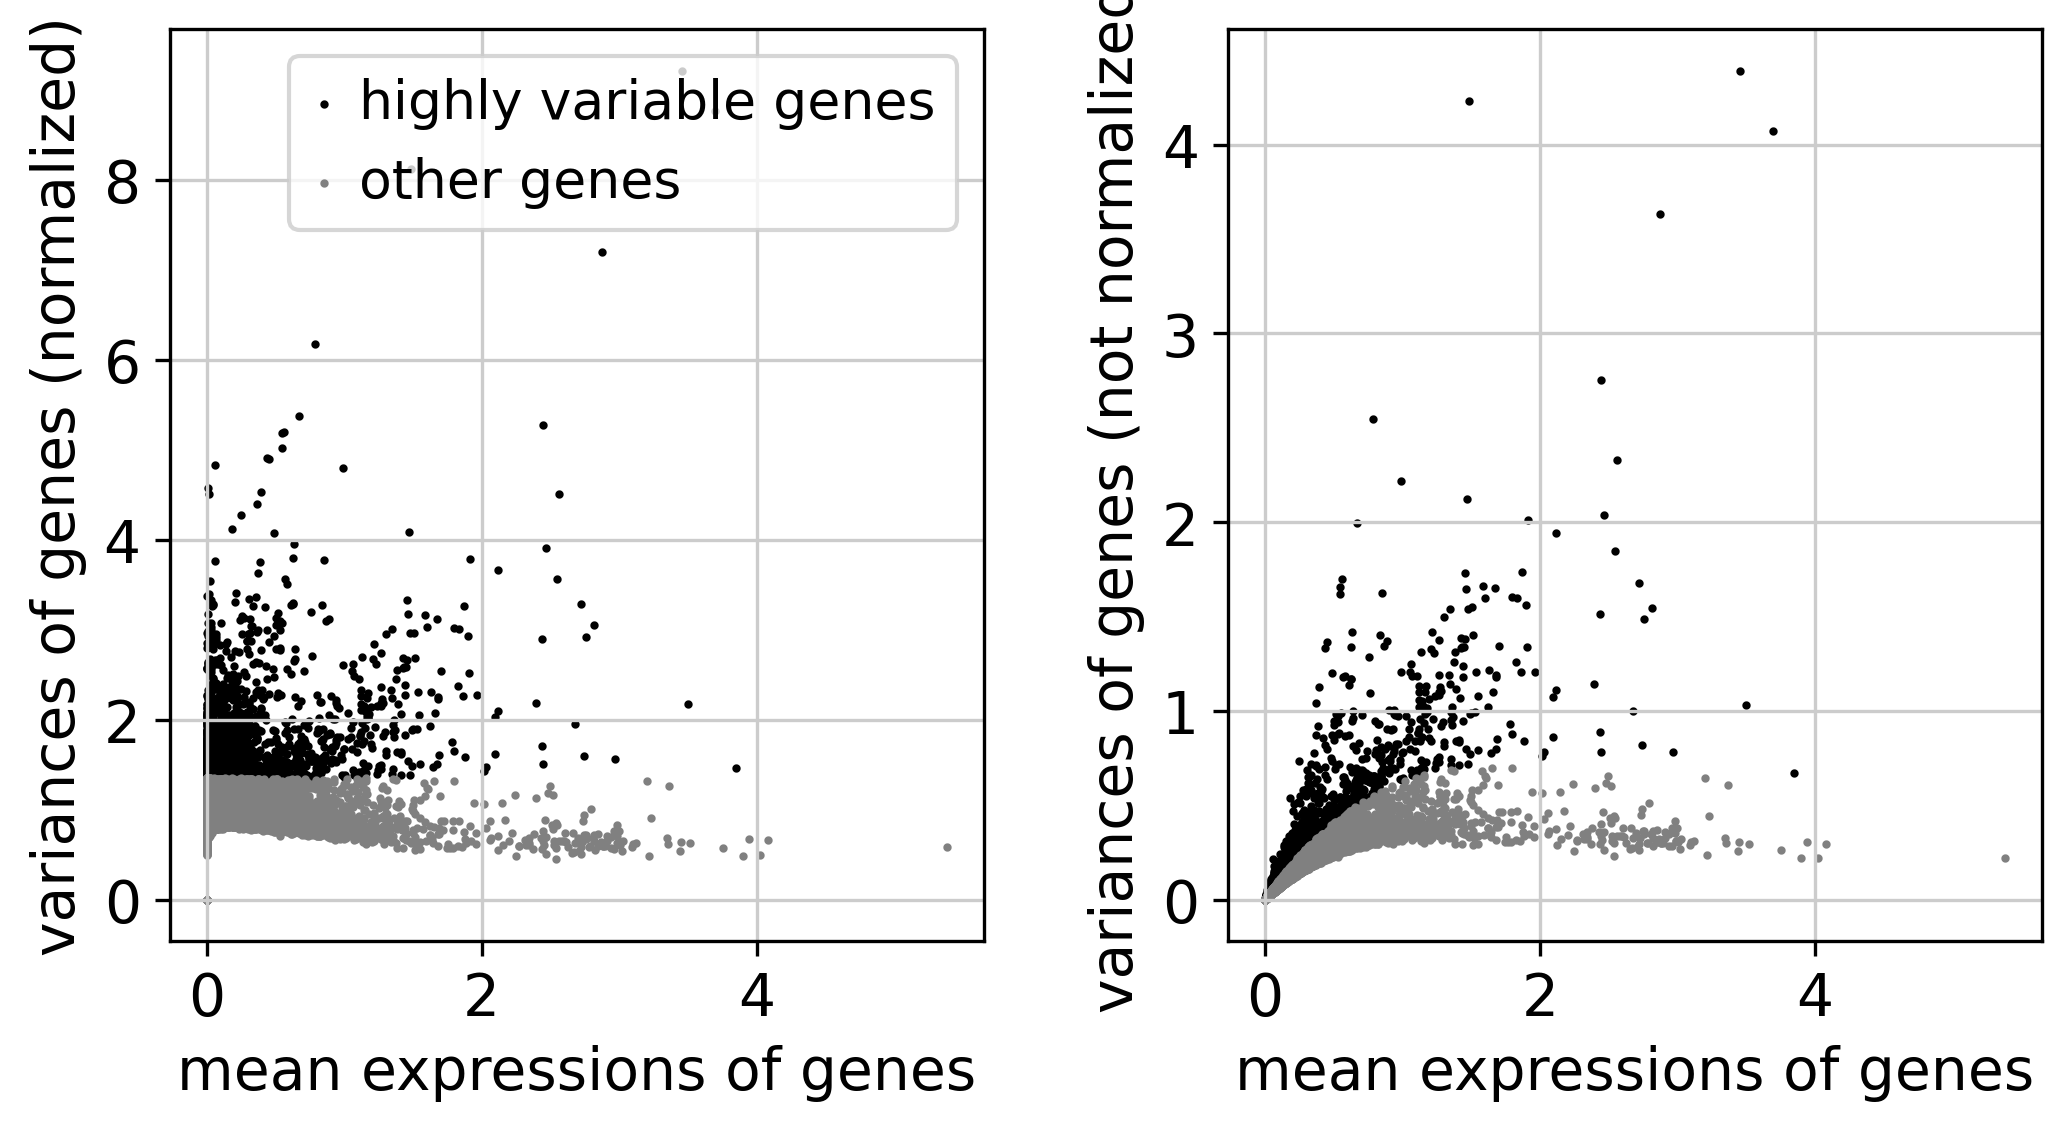 variances of genes (normalized)
8
6
4
2
0
highly variable genes
other genes
0 2 4
mean expressions of genes
variances of genes (not normalized
4
3
2
1
0
0 2 4
mean expressions of genes